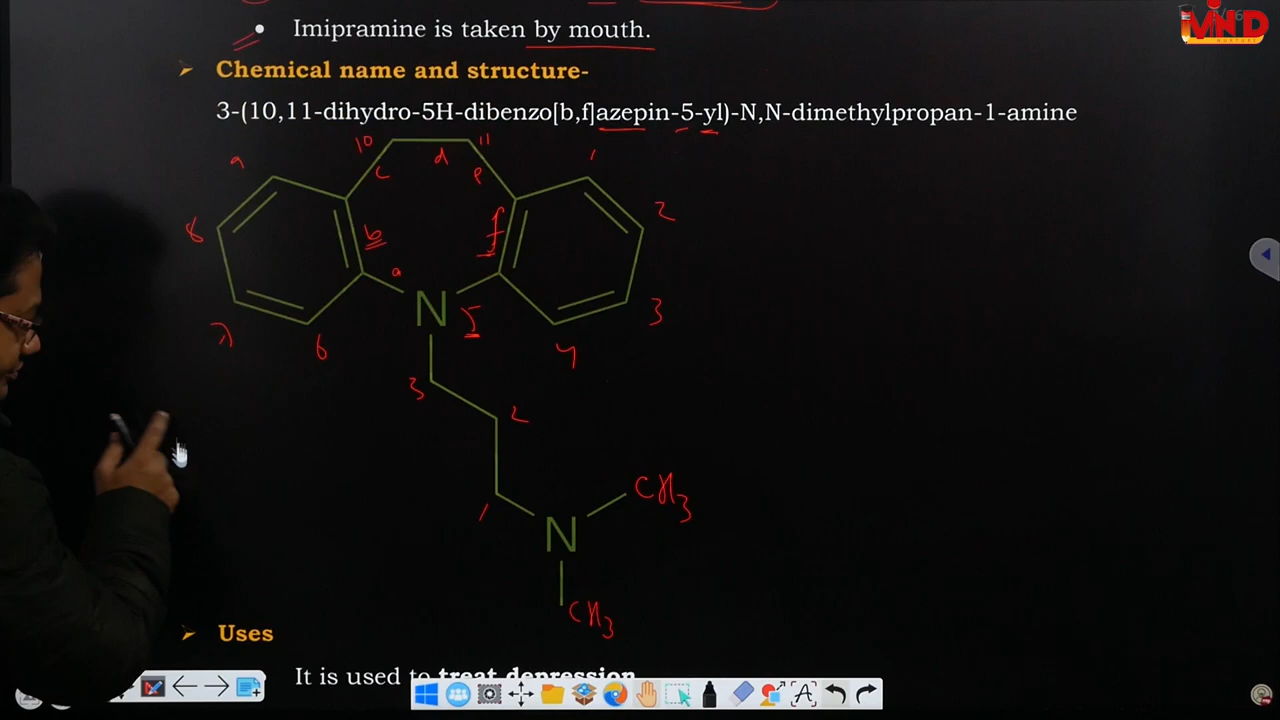 Imipramine is taken by mouth.
Chemical name and structure-
3-(10,11-dihydro-5H-dibenzo[b,f]azepin-5-yl)-N,N-dimethylpropan-1-amine
10 11
9 c d e 1
8 b f 2
a
7 N 5 3
6 4
3
2
1 CH3
N
CH3
Uses
It is used to treat depression
MIND